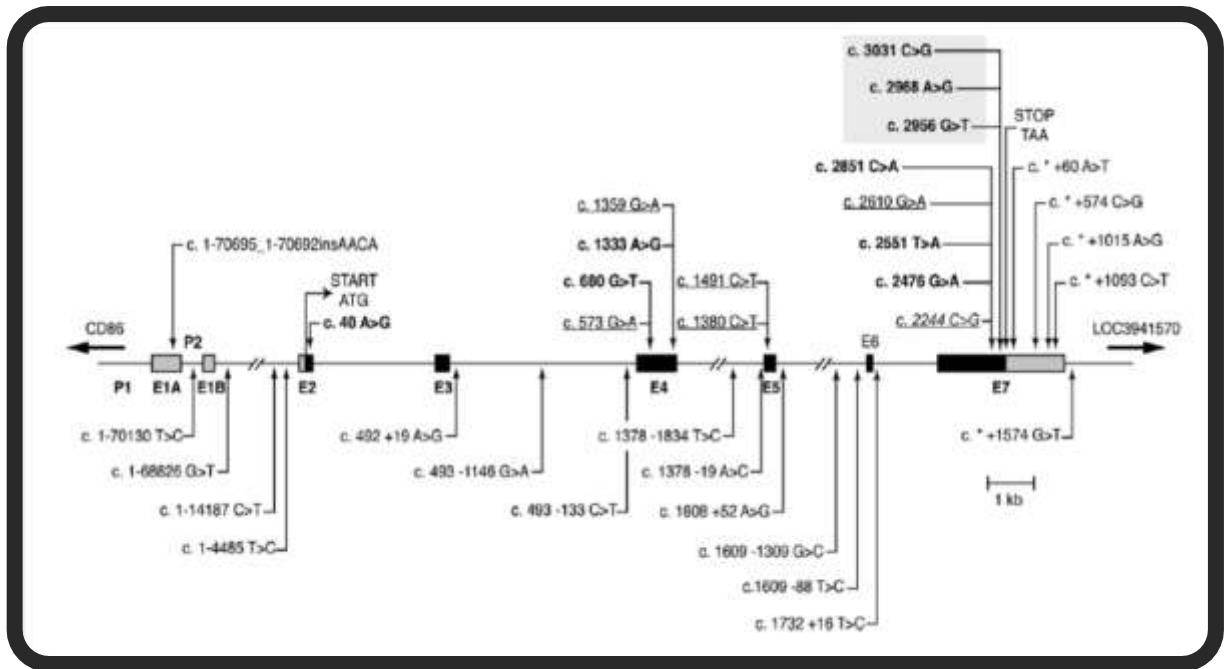 c. 3031 C>G
c. 2968 A>G
c. 2956 G>T
STOP
TAA
c. 2851 C>A
c. * +60 A>T
c. 2610 G>A
c. * +574 C>G
c. 1359 G>A
c. 1-70695_1-70692insAACA
c. 1333 A>G
c. 2551 T>A
c. * +1015 A>G
START
ATG
c. 680 G>T
c. 1491 C>T
c. 2476 G>A
c. * +1093 C>T
c. 40 A>G
c. 573 G>A
c. 1380 C>T
c. 2244 C>G
CD86
P2
E6
LOC3941570
P1
E1A
E1B
E2
E3
E4
E5
E7
c. 1-70130 T>C
c. 492 +19 A>G
c. 1378 -1834 T>C
c. * +1574 G>T
c. 1-68826 G>T
c. 493 -1146 G>A
c. 1378 -19 A>C
1 kb
c. 1-14187 C>T
c. 493 -133 C>T
c. 1608 +52 A>G
c. 1-4485 T>C
c. 1609 -1309 G>C
c.1609 -88 T>C
c. 1732 +16 T>C